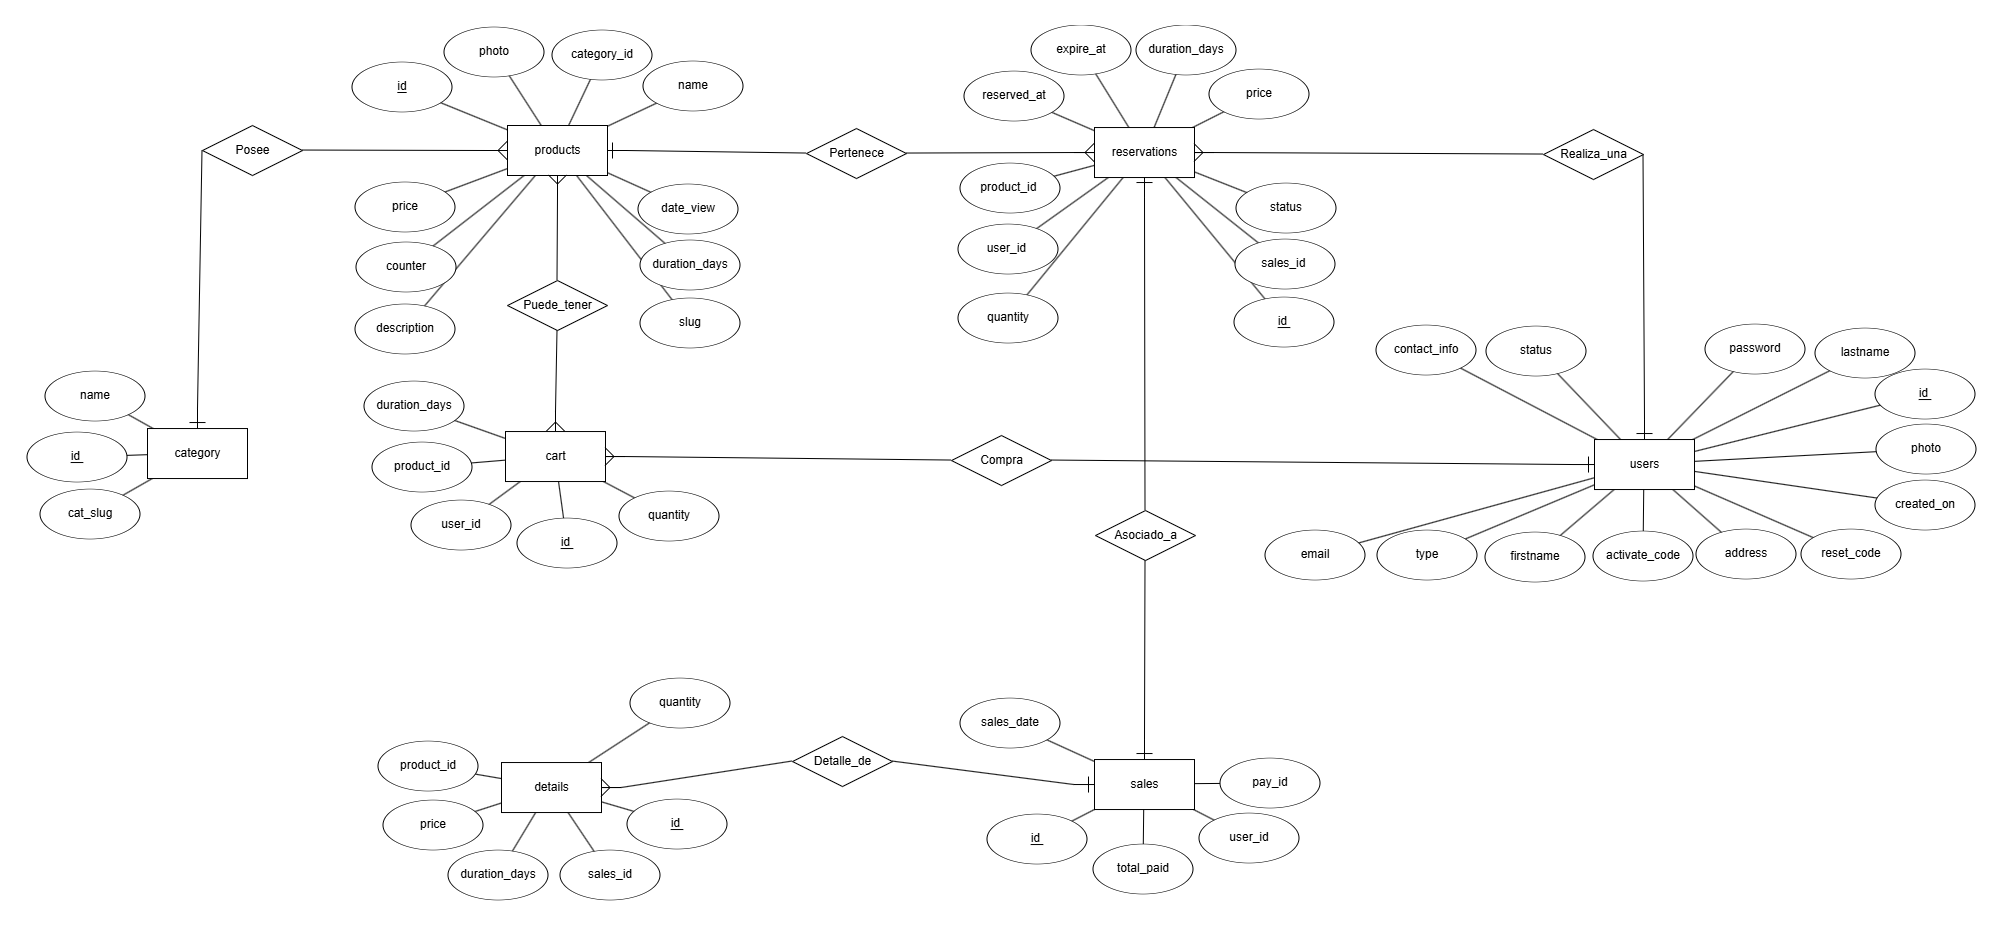 photo
category_id
id
name
Posee
products
price
date_view
counter
duration_days
description
slug
Puede_tener
Pertenece
expire_at
duration_days
reserved_at
price
reservations
product_id
status
user_id
sales_id
quantity
id
Realiza_una
name
id
category
cat_slug
duration_days
product_id
cart
user_id
id
quantity
Compra
contact_info
status
password
lastname
id
photo
users
created_on
email
type
firstname
activate_code
address
reset_code
Asociado_a
quantity
product_id
details
price
id
duration_days
sales_id
Detalle_de
sales_date
sales
pay_id
id
user_id
total_paid